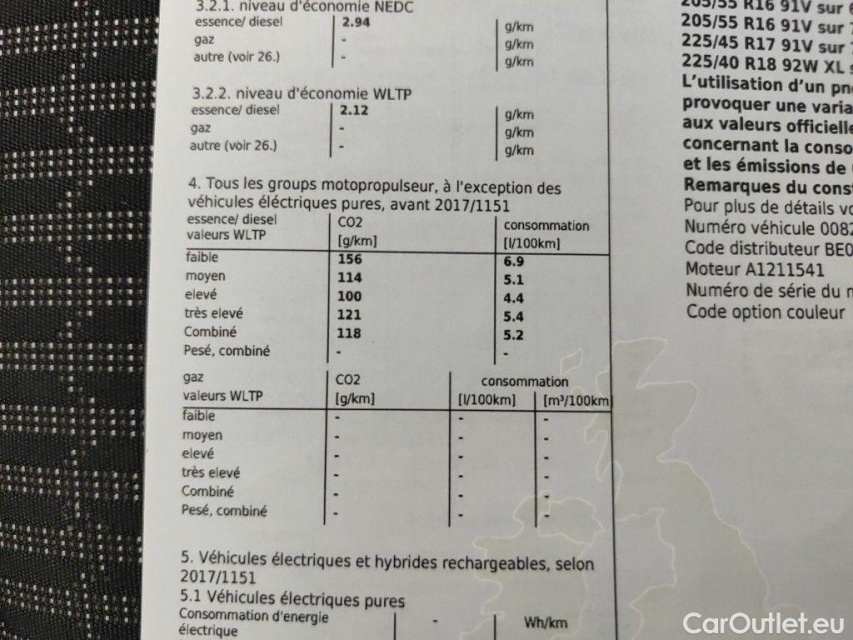 3.2.1. niveau d'économie NEDC
essence/ diesel 2.94 g/km
gaz - g/km
autre (voir 26.) - g/km
3.2.2. niveau d'économie WLTP
essence/ diesel 2.12 g/km
gaz - g/km
autre (voir 26.) - g/km
4. Tous les groups motopropulseur, à l'exception des
véhicules éléctriques pures, avant 2017/1151
essence/ diesel CO2 consommation
valeurs WLTP [g/km] [l/100km]
faible 156 6.9
moyen 114 5.1
elevé 100 4.4
très elevé 121 5.4
Combiné 118 5.2
Pesé, combiné - -
gaz CO2 consommation
valeurs WLTP [g/km] [l/100km] [m³/100km]
faible - - -
moyen - - -
elevé - - -
très elevé - - -
Combiné - - -
Pesé, combiné - - -
5. Véhicules électriques et hybrides rechargeables, selon
2017/1151
5.1 Véhicules électriques pures
Consommation d'energie - Wh/km
électrique
205/55 R16 91V sur
205/55 R16 91V sur
225/45 R17 91V sur
225/40 R18 92W XL
L'utilisation d'un
provoquer une
aux valeurs
concernant la
et les émissions de
Remarques du
Pour plus de détails
Numéro véhicule
Code distributeur
Moteur A1211541
Numéro de série du
Code option couleur
CarOutlet.eu